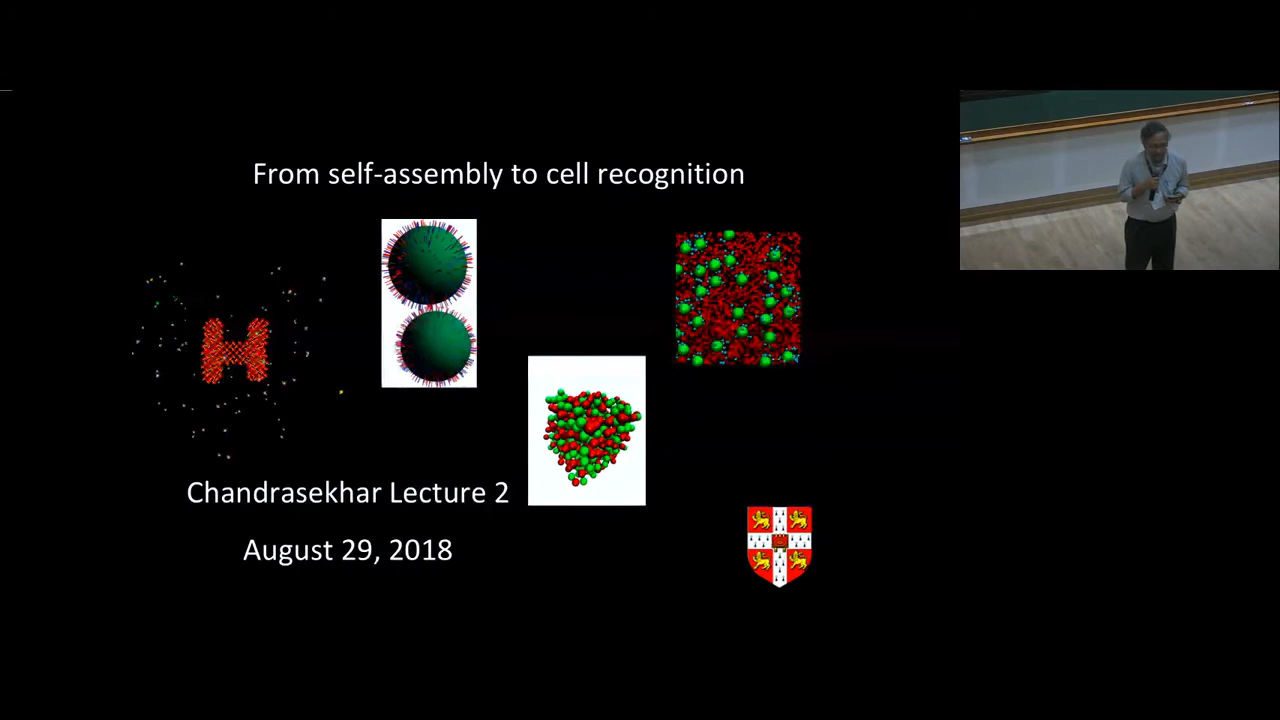 From self-assembly to cell recognition
Chandrasekhar Lecture 2
August 29, 2018